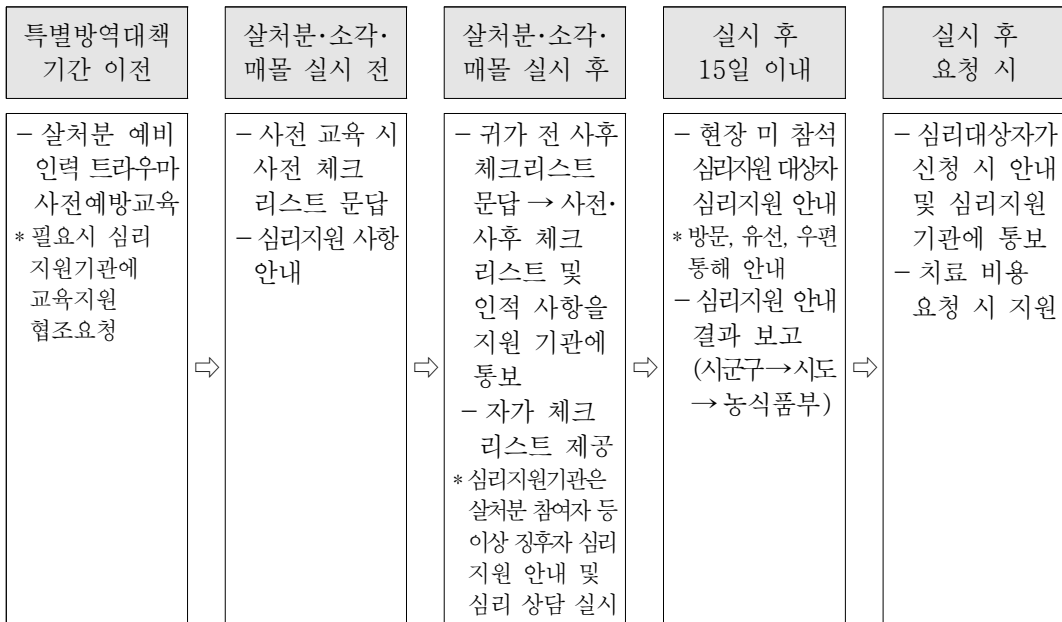 특별방역대책
기간 이전
살처분·소각·
매몰 실시 전
살처분·소각·
매몰 실시 후
실시 후
15일 이내
실시 후
요청 시
- 살처분 예비
인력 트라우마
사전예방교육
* 필요시 심리
지원기관에
교육지원
협조요청
⇨
- 사전 교육 시
사전 체크
리스트 문답
- 심리지원 사항
안내
⇨
- 귀가 전 사후
체크리스트
문답 → 사전·
사후 체크
리스트 및
인적 사항을
지원 기관에
통보
- 자가 체크
리스트 제공
* 심리지원기관은
살처분 참여자 등
이상 징후자 심리
지원 안내 및
심리 상담 실시
⇨
- 현장 미 참석
심리지원 대상자
심리지원 안내
* 방문, 유선, 우편
통해 안내
- 심리지원 안내
결과 보고
(시군구→시도
→ 농식품부)
⇨
- 심리대상자가
신청 시 안내
및 심리지원
기관에 통보
- 치료 비용
요청 시 지원